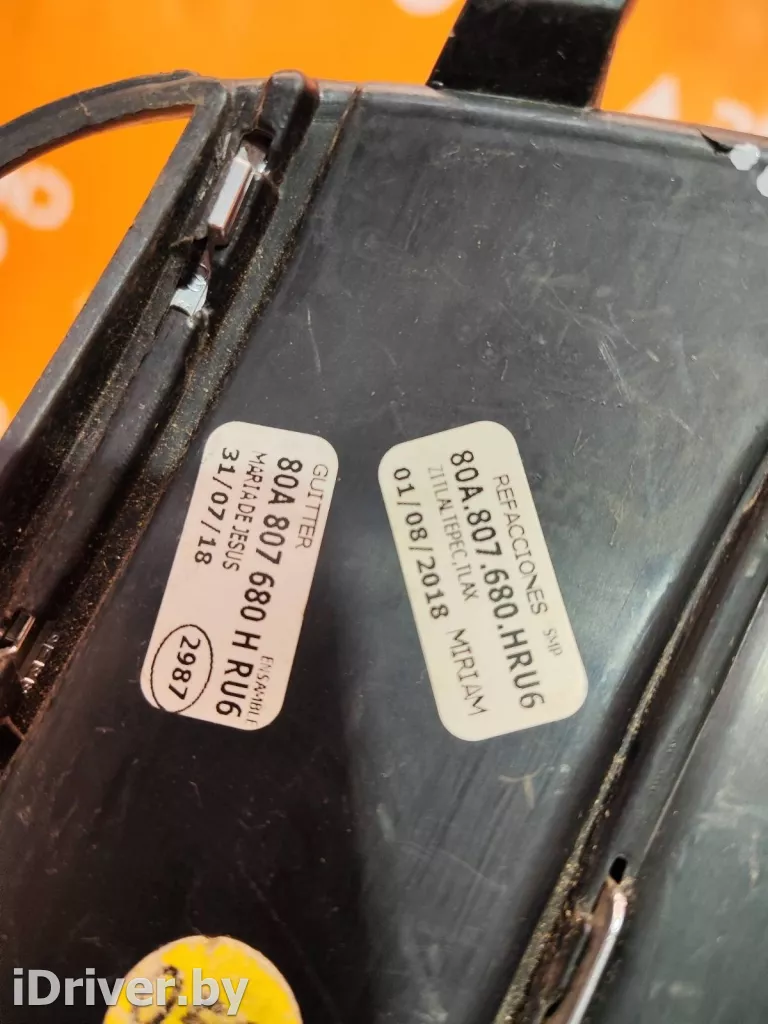 GUITTER
80A 807 680 H RU6
MARIA DE JESUS
ENSAMBLE
31/07/18
2987
REFACCIONES SMP
80A.807.680.HRU6
ZITLALTEPEC,TLAX
01/08/2018 MIRIAM
iDriver.by